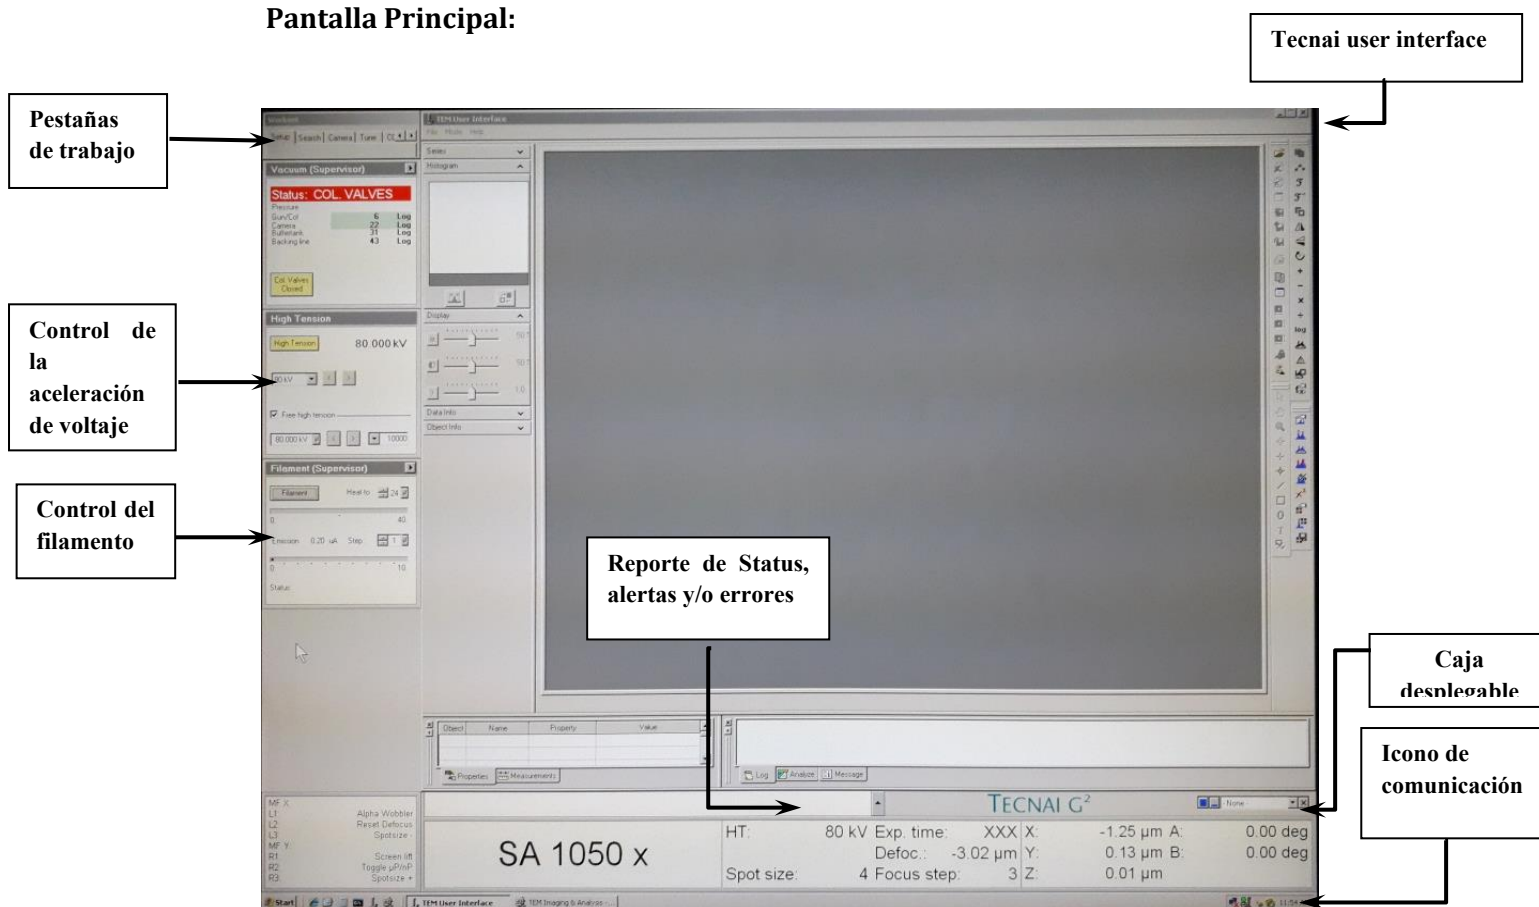 Pantalla Principal:
Tecnai user interface
Pestañas
de trabajo
Control de
la
aceleración
de voltaje
Control del
filamento
Reporte de Status,
alertas y/o errores
Caja
desplegable
Icono de
comunicación
TEM User Interface
File Mode Help
Setup Search Camera Tune
Vacuum (Supervisor)
Status: COL. VALVES
Pressure
Gun/Col 6 Log
Camera 22 Log
Buffertank 31 Log
Backing line 43 Log
Col. Valves
Closed
High Tension
High Tension 80.000 kV
80 kV
Free high tension
80.000 kV 10000
Filament (Supervisor)
Filament Heat to 24
0 40
Emission 0.20 uA Step 1
0 10
Status:
Series
Histogram
Display
1.0
Data Info
Object Info
log
Object Name Property Value
Properties Measurements
Log Analyze Message
MF X
L1 Alpha Wobbler
L2 Reset Defocus
L3 Spotsize -
MF Y
R1 Screen lift
R2 Toggle µP/nP
R3 Spotsize +
TECNAI G²
- None -
SA 1050 x
HT: 80 kV Exp. time: XXX X: -1.25 µm A: 0.00 deg
Defoc.: -3.02 µm Y: 0.13 µm B: 0.00 deg
Spot size: 4 Focus step: 3 Z: 0.01 µm
Start TEM User Interface TEM Imaging & Analysis